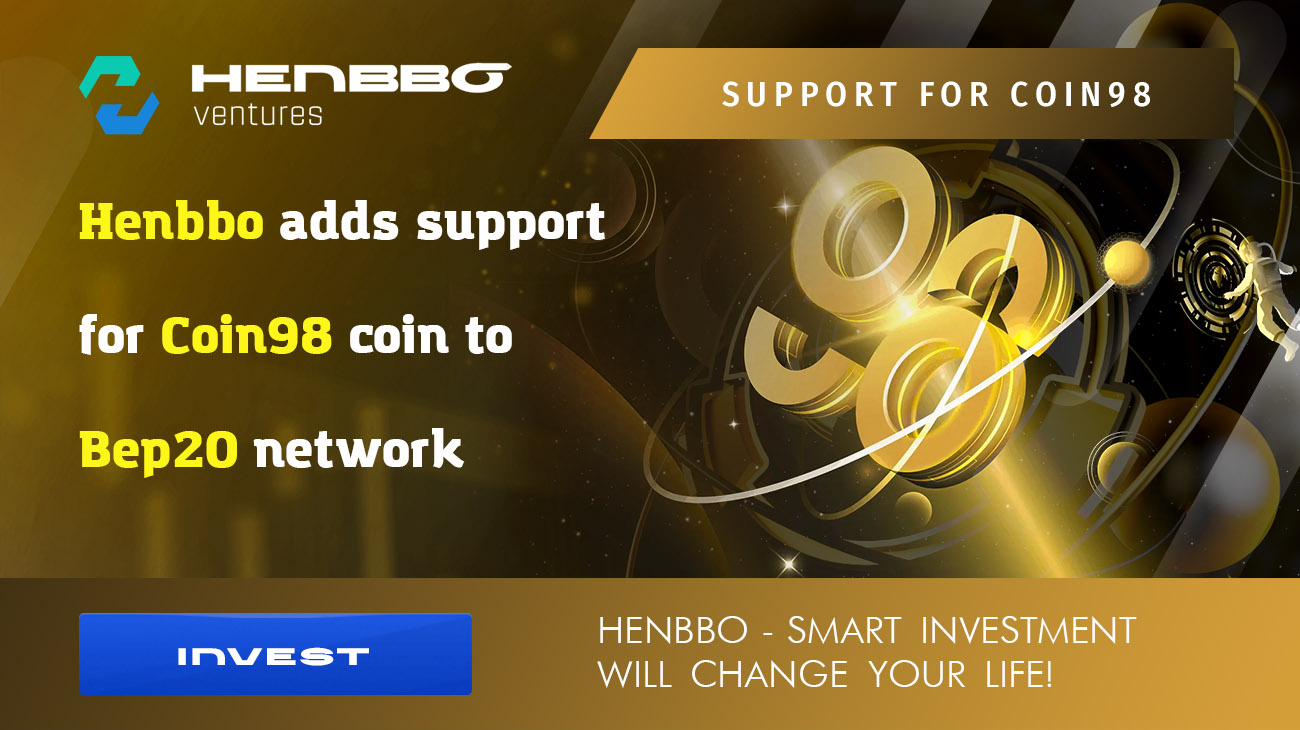 HENBBO
ventures
SUPPORT FOR COIN98
Henbbo adds support
for Coin98 coin to
Bep20 network
INVEST
HENBBO - SMART INVESTMENT
WILL CHANGE YOUR LIFE!